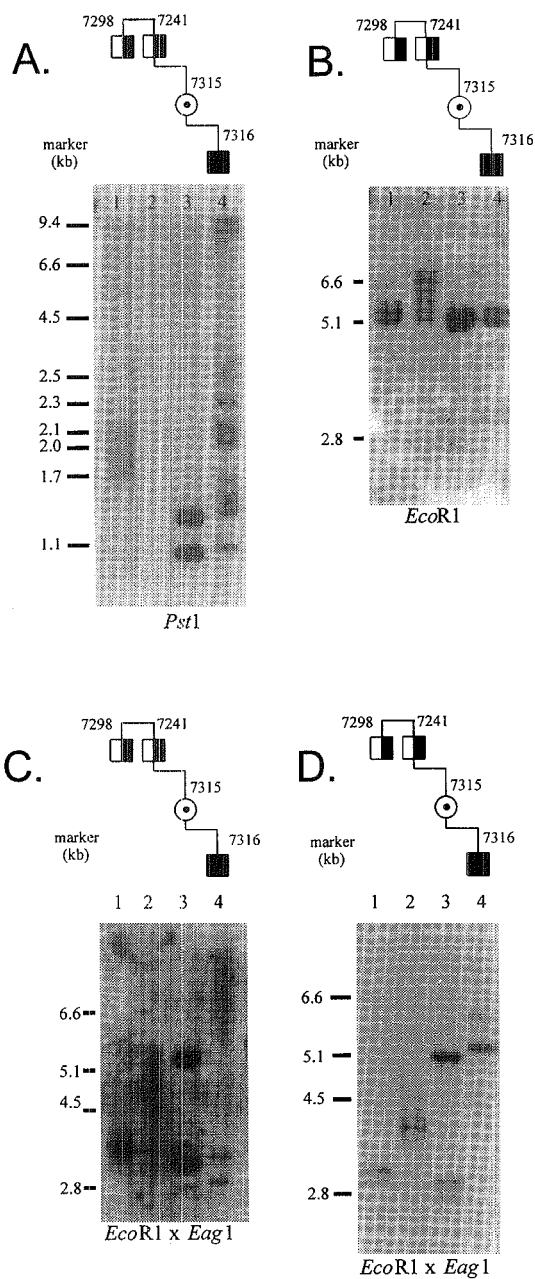 A.
7298 7241
7315
7316
marker
(kb)
1 2 3 4
9.4
6.6
4.5
2.5
2.3
2.1
2.0
1.7
1.1
Pst1
B.
7298 7241
7315
7316
marker
(kb)
1 2 3 4
6.6
5.1
2.8
EcoR1
C.
7298 7241
7315
7316
marker
(kb)
1 2 3 4
6.6
5.1
4.5
2.8
EcoR1 x Eag1
D.
7298 7241
7315
7316
marker
(kb)
1 2 3 4
6.6
5.1
4.5
2.8
EcoR1 x Eag1